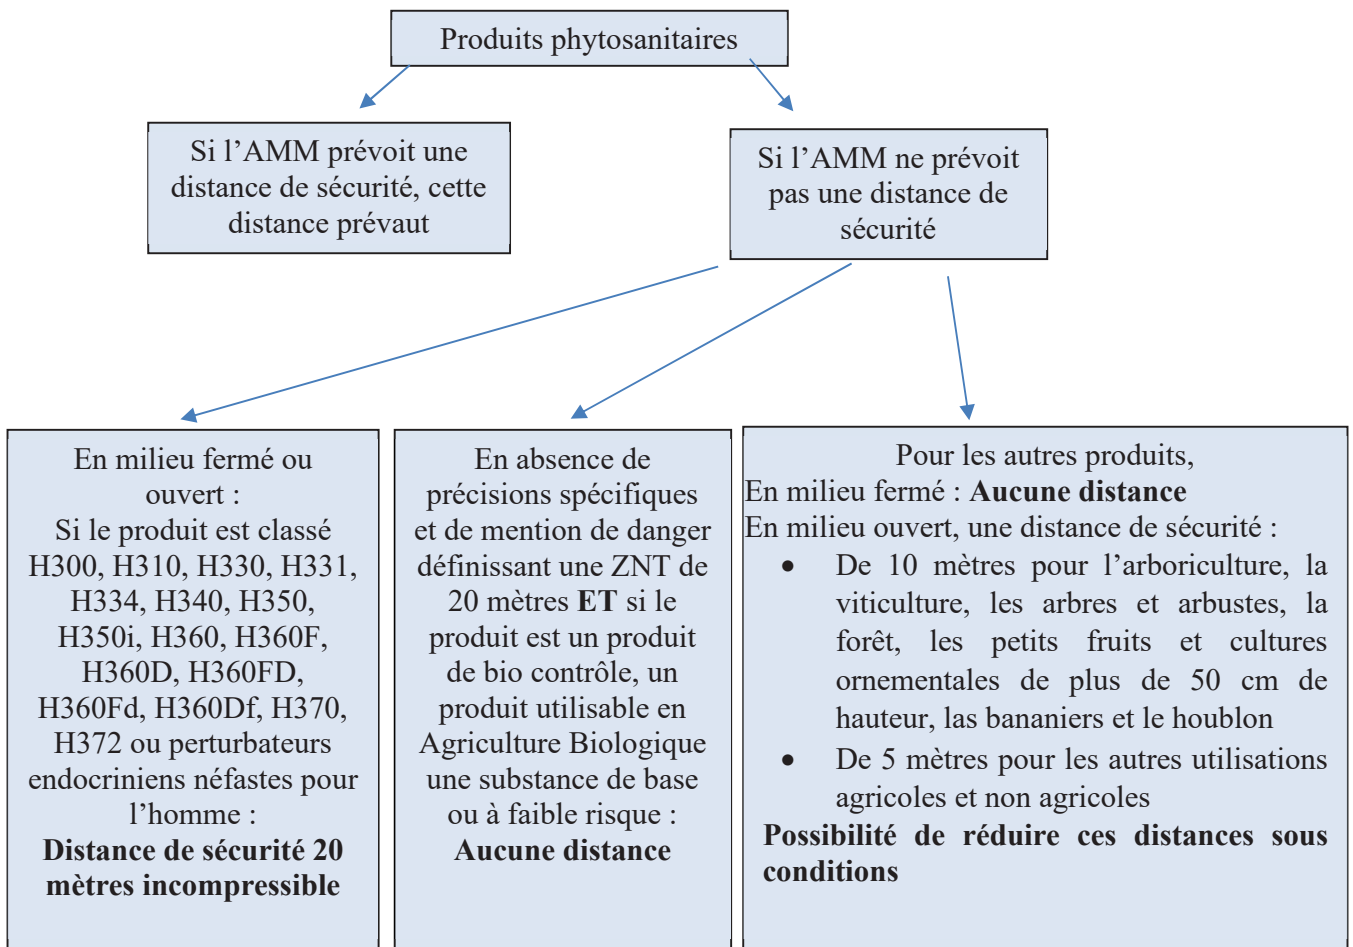 Produits phytosanitaires
Si l’AMM prévoit une
distance de sécurité, cette
distance prévaut
Si l’AMM ne prévoit
pas une distance de
sécurité
En milieu fermé ou
ouvert :
Si le produit est classé
H300, H310, H330, H331,
H334, H340, H350,
H350i, H360, H360F,
H360D, H360FD,
H360Fd, H360Df, H370,
H372 ou perturbateurs
endocriniens néfastes pour
l’homme :
Distance de sécurité 20
mètres incompressible
En absence de
précisions spécifiques
et de mention de danger
définissant une ZNT de
20 mètres ET si le
produit est un produit
de bio contrôle, un
produit utilisable en
Agriculture Biologique
une substance de base
ou à faible risque :
Aucune distance
Pour les autres produits,
En milieu fermé : Aucune distance
En milieu ouvert, une distance de sécurité :
• De 10 mètres pour l’arboriculture, la
viticulture, les arbres et arbustes, la
forêt, les petits fruits et cultures
ornementales de plus de 50 cm de
hauteur, las bananiers et le houblon
• De 5 mètres pour les autres utilisations
agricoles et non agricoles
Possibilité de réduire ces distances sous
conditions